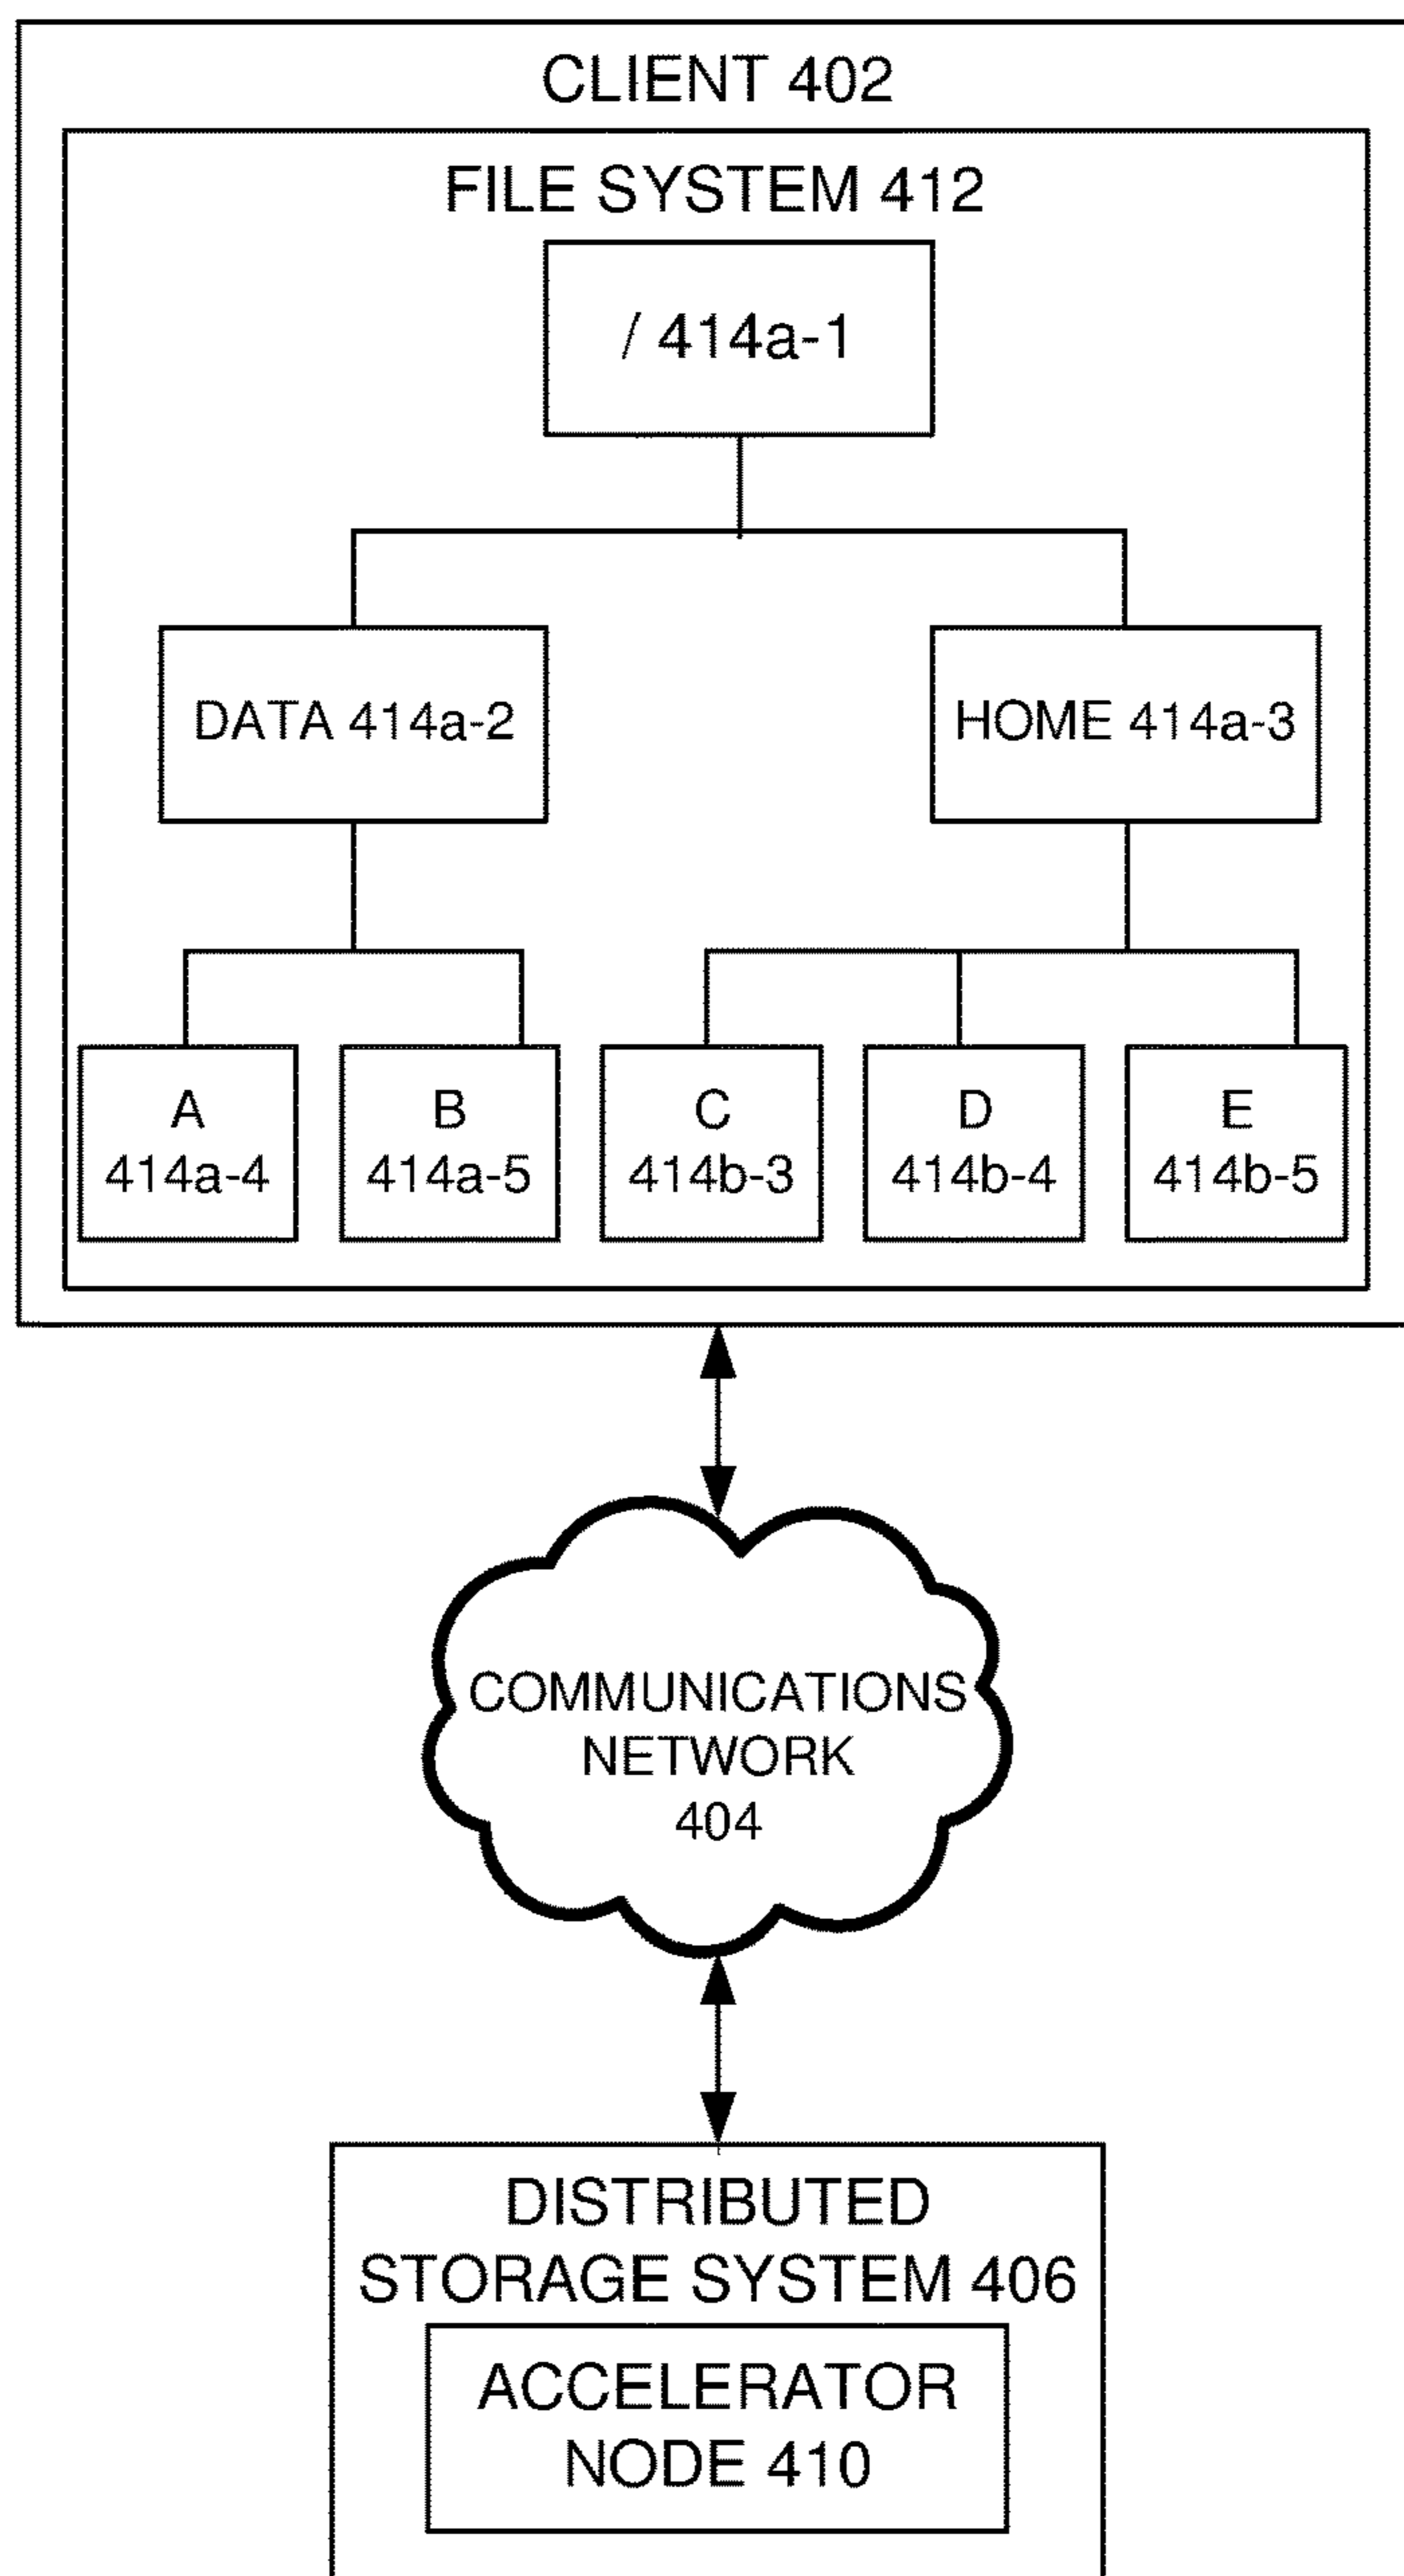 CLIENT 402
FILE SYSTEM 412
/ 414a-1
DATA 414a-2
HOME 414a-3
A
414a-4
B
414a-5
C
414b-3
D
414b-4
E
414b-5
COMMUNICATIONS
NETWORK
404
DISTRIBUTED
STORAGE SYSTEM 406
ACCELERATOR
NODE 410